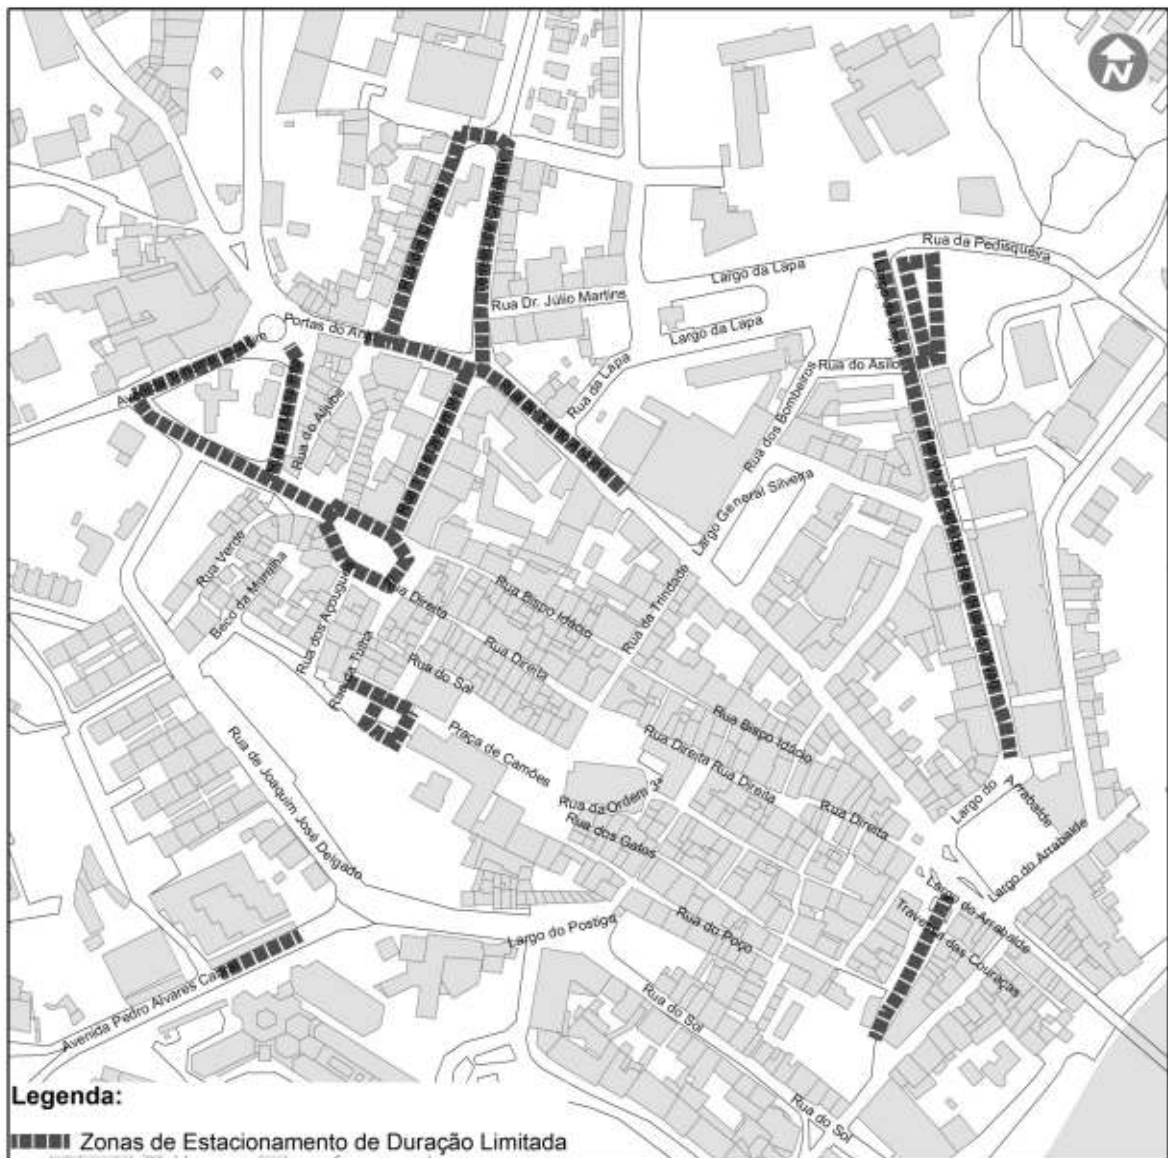 N
Rua da Pedisqueira
Largo da Lapa
Rua Dr. Júlio Martins
Portas do
Largo da Lapa
Rua da Lapa
Rua do Asilo
Rua dos Bombeiros
Rua do Aljube
Largo General Silveira
Rua Verde
Beco da Muralha
Rua Direita
Rua Bispo Idácio
Rua da Trindade
Rua dos
Rua Direita
Rua da Tulha
Rua do Sal
Rua Bispo Idácio
Praça de Camões
Rua Direita
Rua Direita
Rua de Joaquim José Delgado
Rua da Ordem 3ª
Rua Direita
Largo do Arrabalde
Rua dos Gatos
Largo do Arrabalde
Largo do Arrabalde
Travessa das Couraças
Rua do Poço
Largo do Postigo
Avenida Pedro Alvares
Rua do Sol
Rua do Sol
Legenda:
Zonas de Estacionamento de Duração Limitada